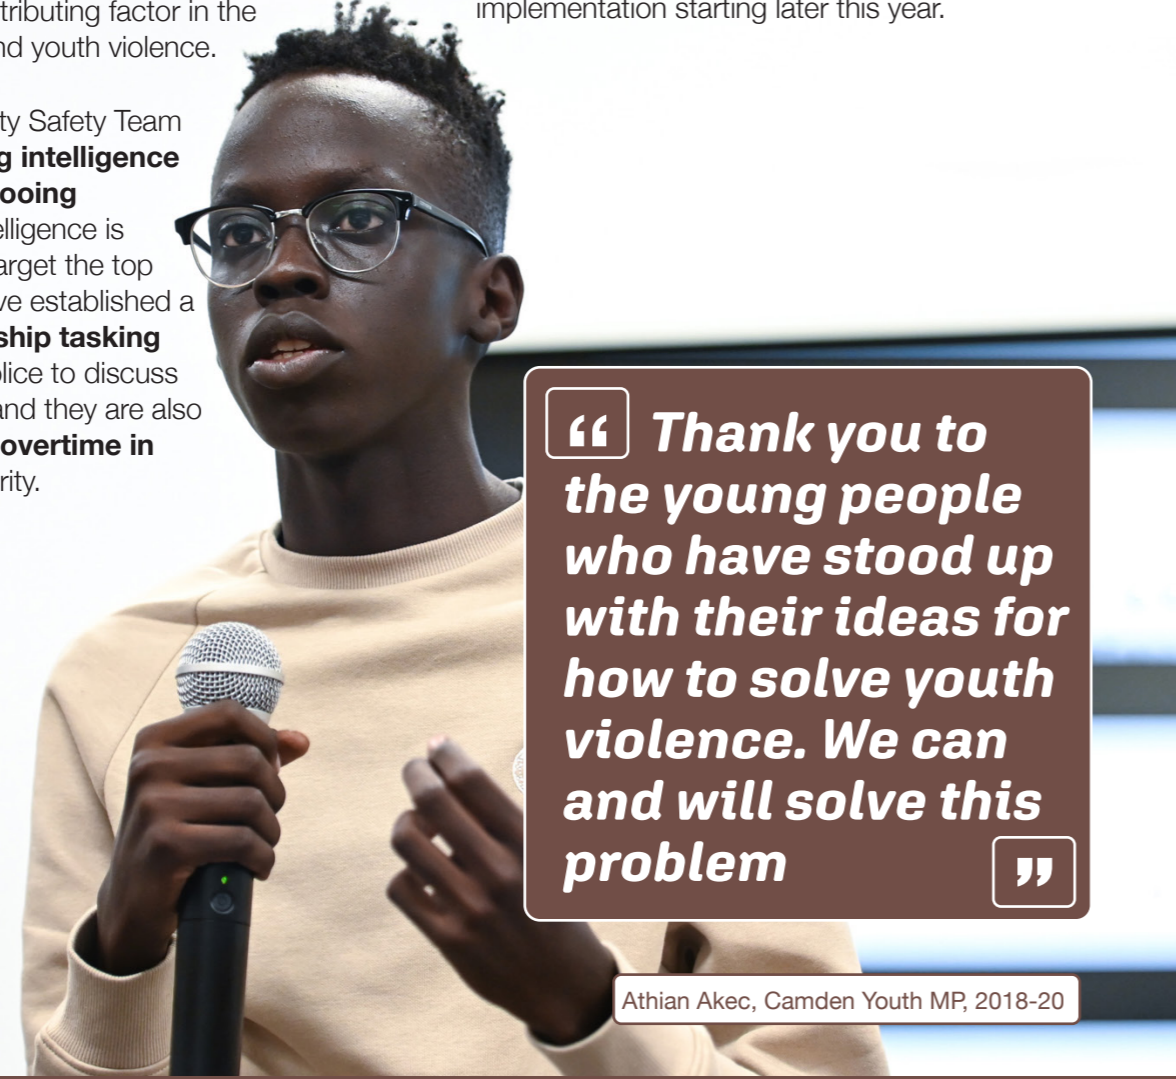 tributing factor in the
nd youth violence.
ty Safety Team
g intelligence
ooing
elligence is
arget the top
ve established a
ship tasking
lice to discuss
and they are also
overtime in
rity.
implementation starting later this year.
“ Thank you to
the young people
who have stood up
with their ideas for
how to solve youth
violence. We can
and will solve this
problem ”
Athian Akec, Camden Youth MP, 2018-20